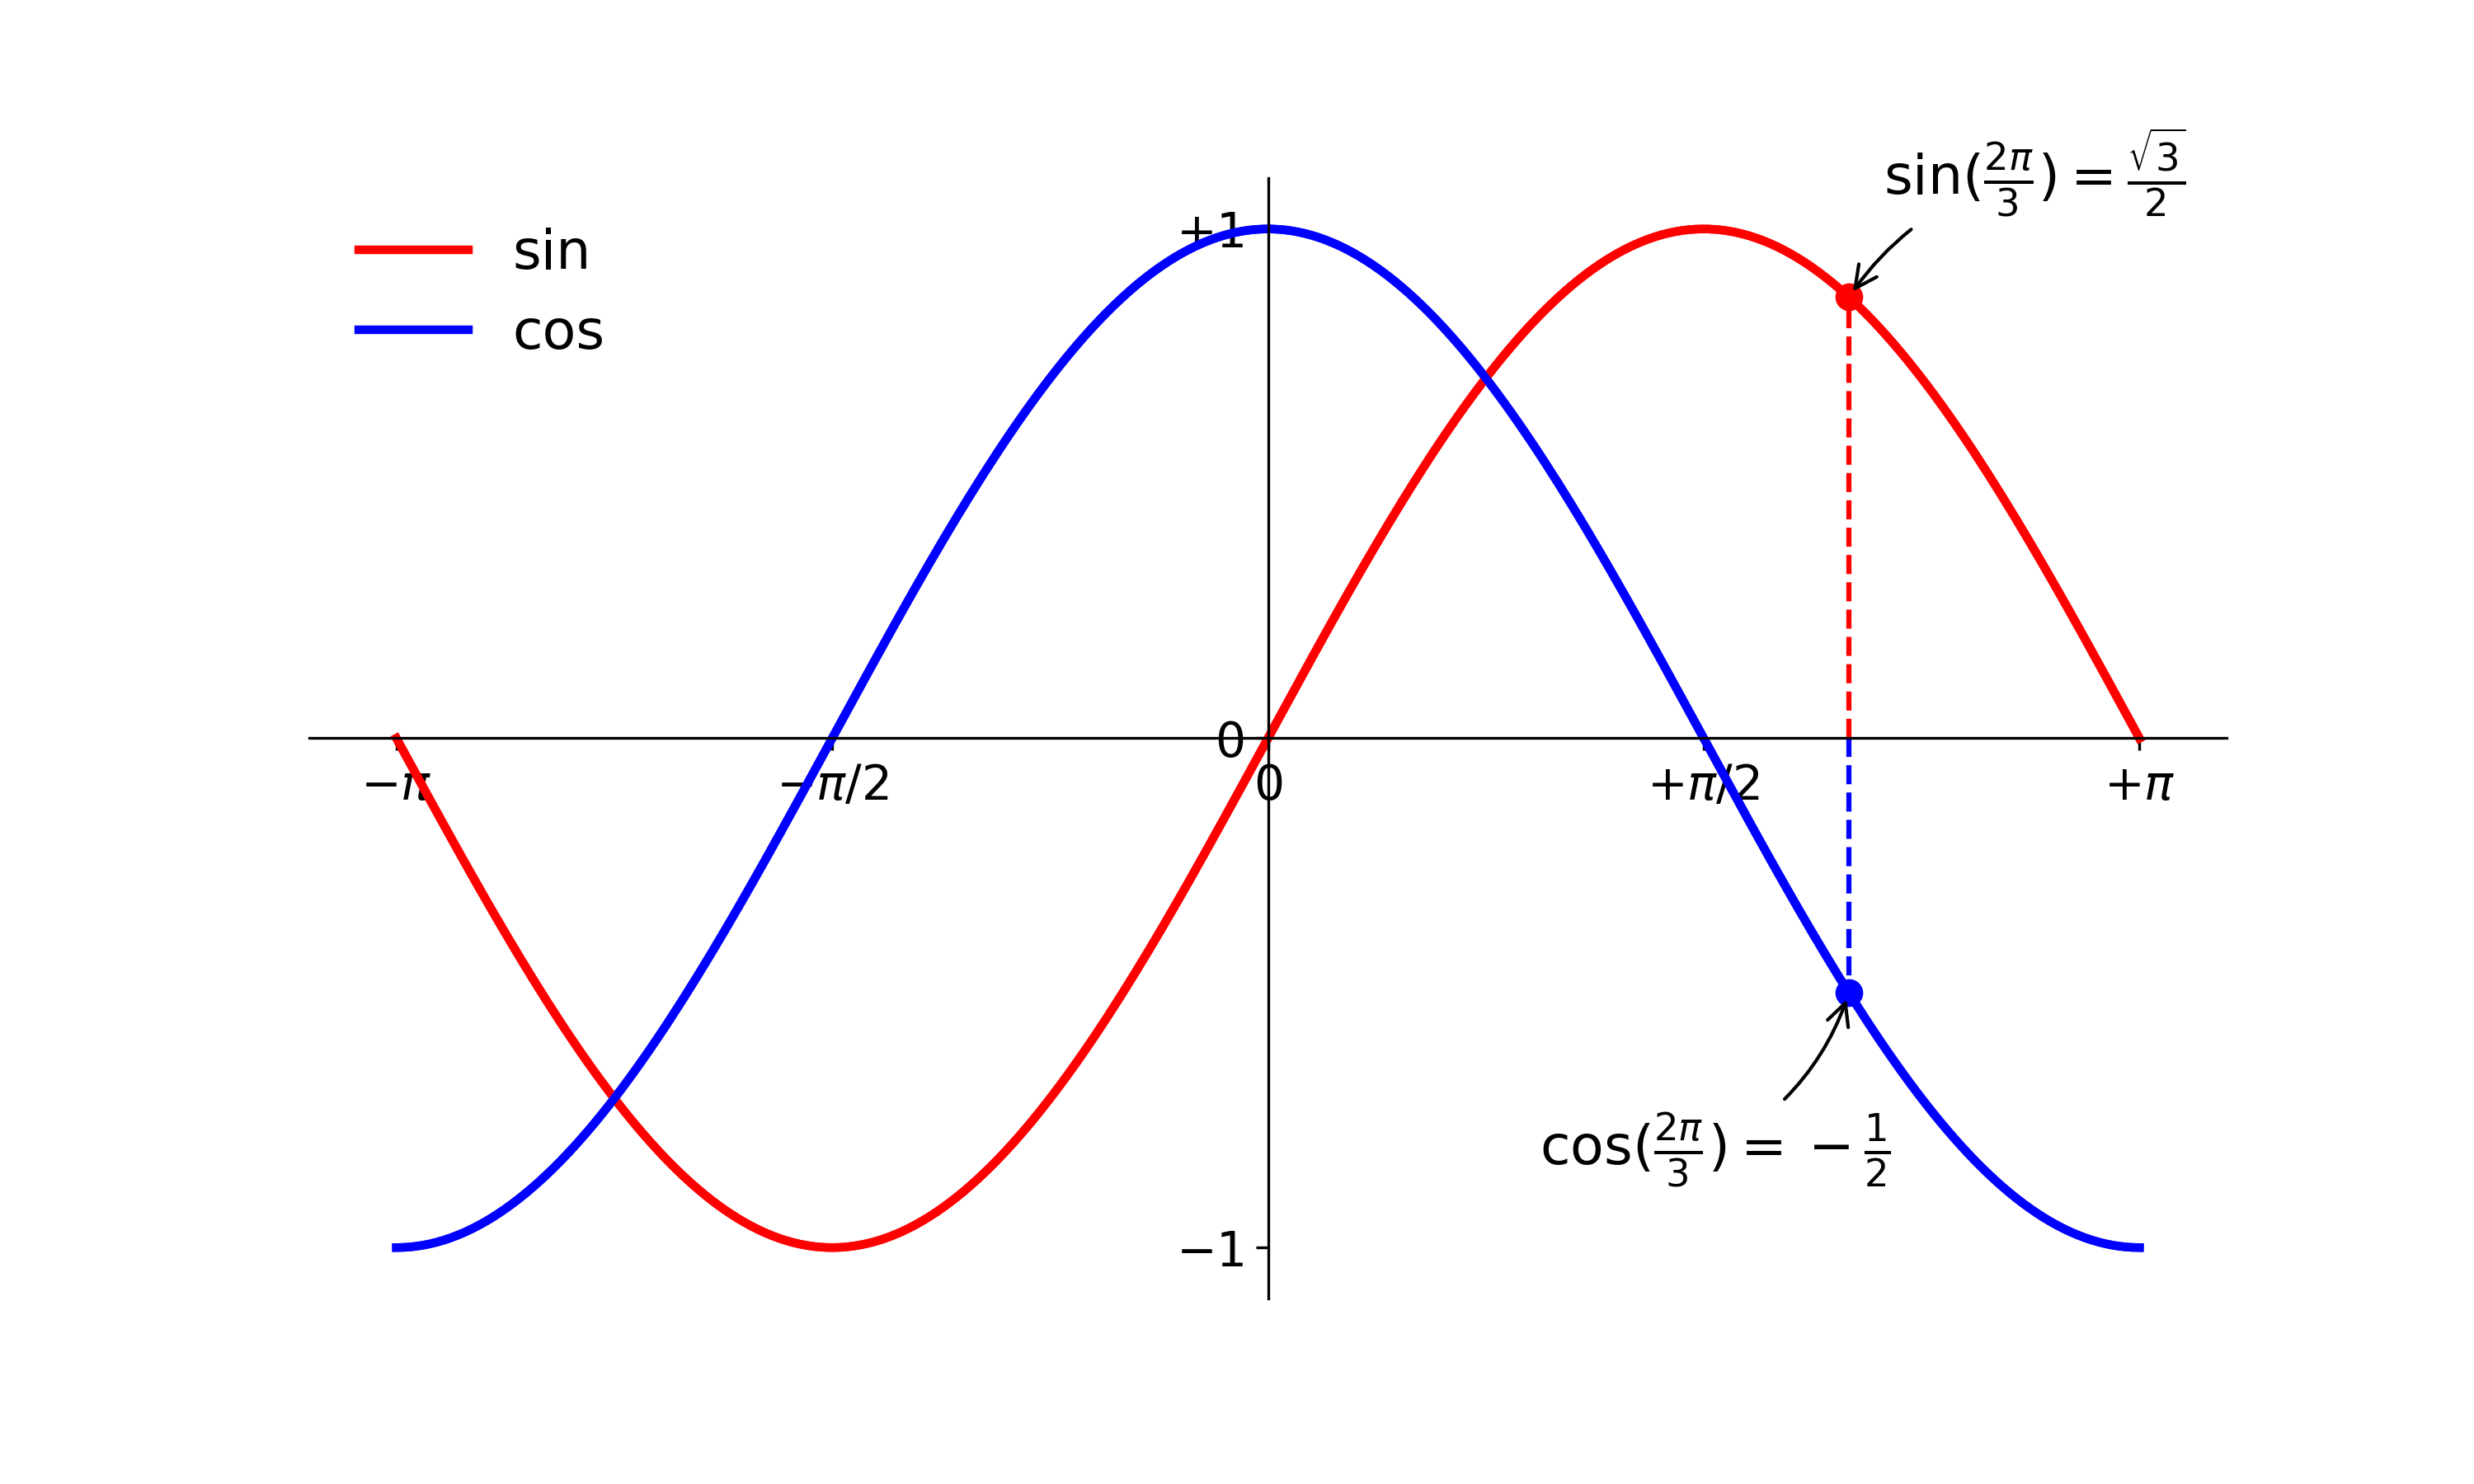 sin(2π/3) = √3/2
+1
sin
cos
0
−π
−π/2
0
+π/2
+π
cos(2π/3) = −1/2
−1